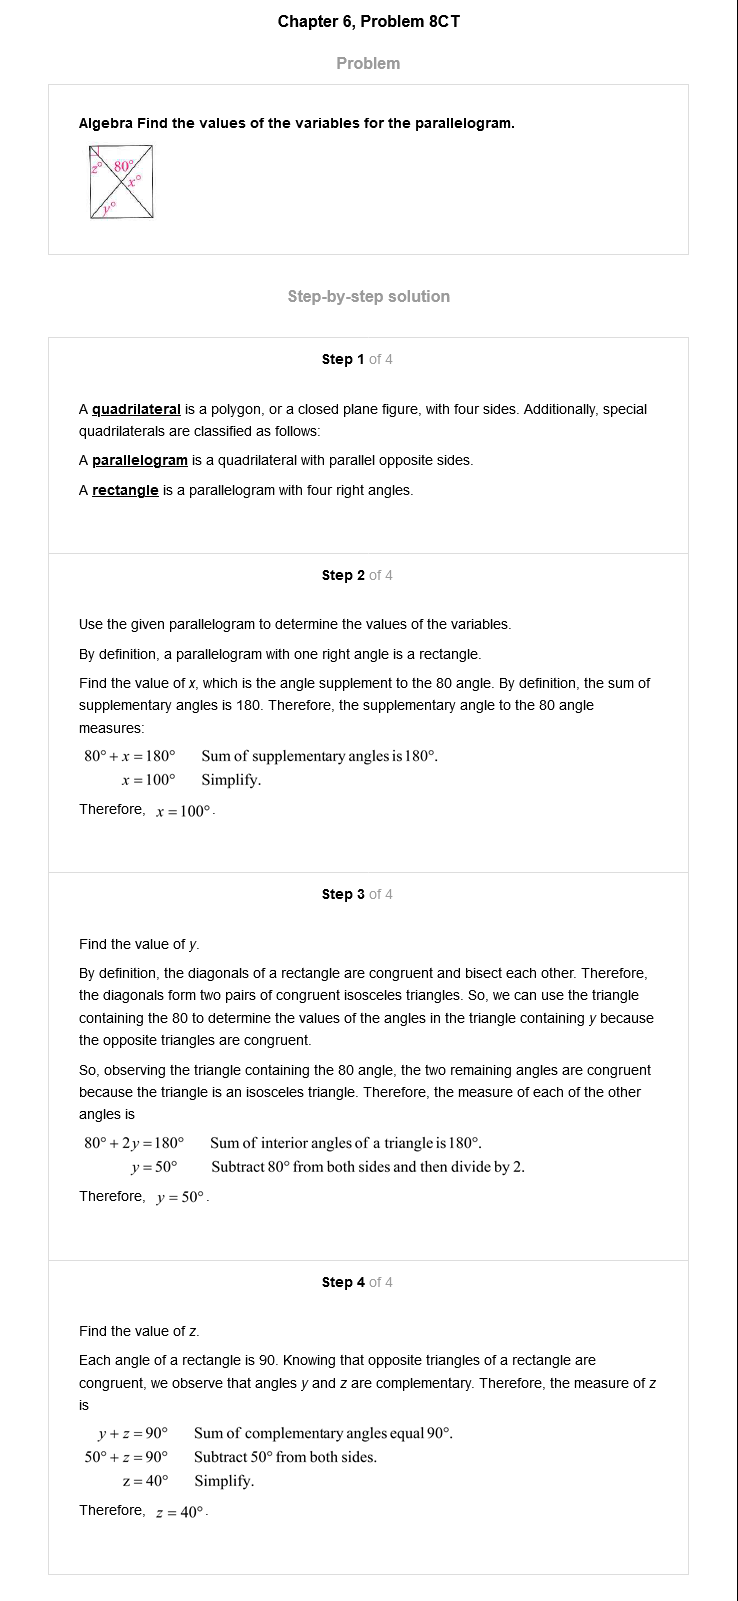 Chapter 6, Problem 8CT
Problem
Algebra Find the values of the variables for the parallelogram.
z° 80°
x°
y°
Step-by-step solution
Step 1 of 4
A quadrilateral is a polygon, or a closed plane figure, with four sides. Additionally, special
quadrilaterals are classified as follows:
A parallelogram is a quadrilateral with parallel opposite sides.
A rectangle is a parallelogram with four right angles.
Step 2 of 4
Use the given parallelogram to determine the values of the variables.
By definition, a parallelogram with one right angle is a rectangle.
Find the value of x, which is the angle supplement to the 80 angle. By definition, the sum of
supplementary angles is 180. Therefore, the supplementary angle to the 80 angle
measures:
80° + x = 180° Sum of supplementary angles is 180°.
x = 100° Simplify.
Therefore, x = 100°.
Step 3 of 4
Find the value of y.
By definition, the diagonals of a rectangle are congruent and bisect each other. Therefore,
the diagonals form two pairs of congruent isosceles triangles. So, we can use the triangle
containing the 80 to determine the values of the angles in the triangle containing y because
the opposite triangles are congruent.
So, observing the triangle containing the 80 angle, the two remaining angles are congruent
because the triangle is an isosceles triangle. Therefore, the measure of each of the other
angles is
80° + 2y = 180° Sum of interior angles of a triangle is 180°.
y = 50° Subtract 80° from both sides and then divide by 2.
Therefore, y = 50°.
Step 4 of 4
Find the value of z.
Each angle of a rectangle is 90. Knowing that opposite triangles of a rectangle are
congruent, we observe that angles y and z are complementary. Therefore, the measure of z
is
y + z = 90° Sum of complementary angles equal 90°.
50° + z = 90° Subtract 50° from both sides.
z = 40° Simplify.
Therefore, z = 40°.